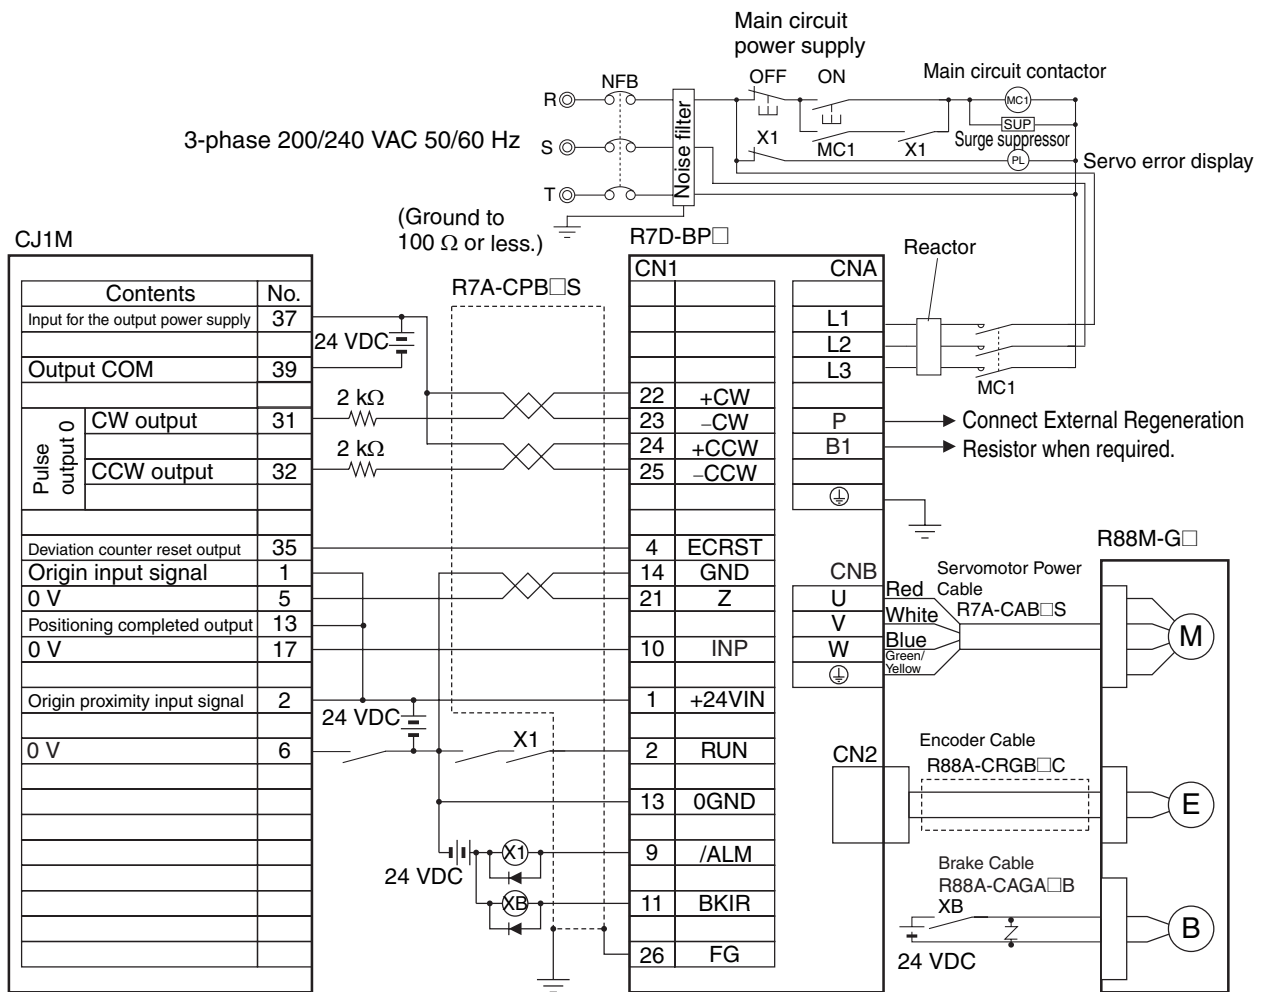 Main circuit
power supply
OFF ON
Main circuit contactor
NFB
R
MC1
SUP
Surge suppressor
3-phase 200/240 VAC 50/60 Hz
S
Noise filter
X1
MC1
X1
PL
Servo error display
T
(Ground to
100 Ω or less.)
CJ1M
R7D-BP□
Reactor
R7A-CPB□S
CN1
CNA
Contents No.
Input for the output power supply 37
24 VDC
Output COM 39
L1
L2
L3
MC1
Pulse
output 0
CW output 31
2 kΩ
CCW output 32
2 kΩ
22 +CW
23 –CW
24 +CCW
25 –CCW
P
B1
Connect External Regeneration
Resistor when required.
Deviation counter reset output 35
4 ECRST
Origin input signal 1
14 GND
0 V 5
21 Z
Positioning completed output 13
0 V 17
10 INP
Origin proximity input signal 2
24 VDC
1 +24VIN
0 V 6
X1
2 RUN
13 0GND
24 VDC
X1
9 /ALM
XB
11 BKIR
26 FG
CNB
U
V
W
Red
White
Blue
Green/
Yellow
Servomotor Power
Cable
R7A-CAB□S
R88M-G□
M
CN2
Encoder Cable
R88A-CRGB□C
E
Brake Cable
R88A-CAGA□B
XB
24 VDC
B